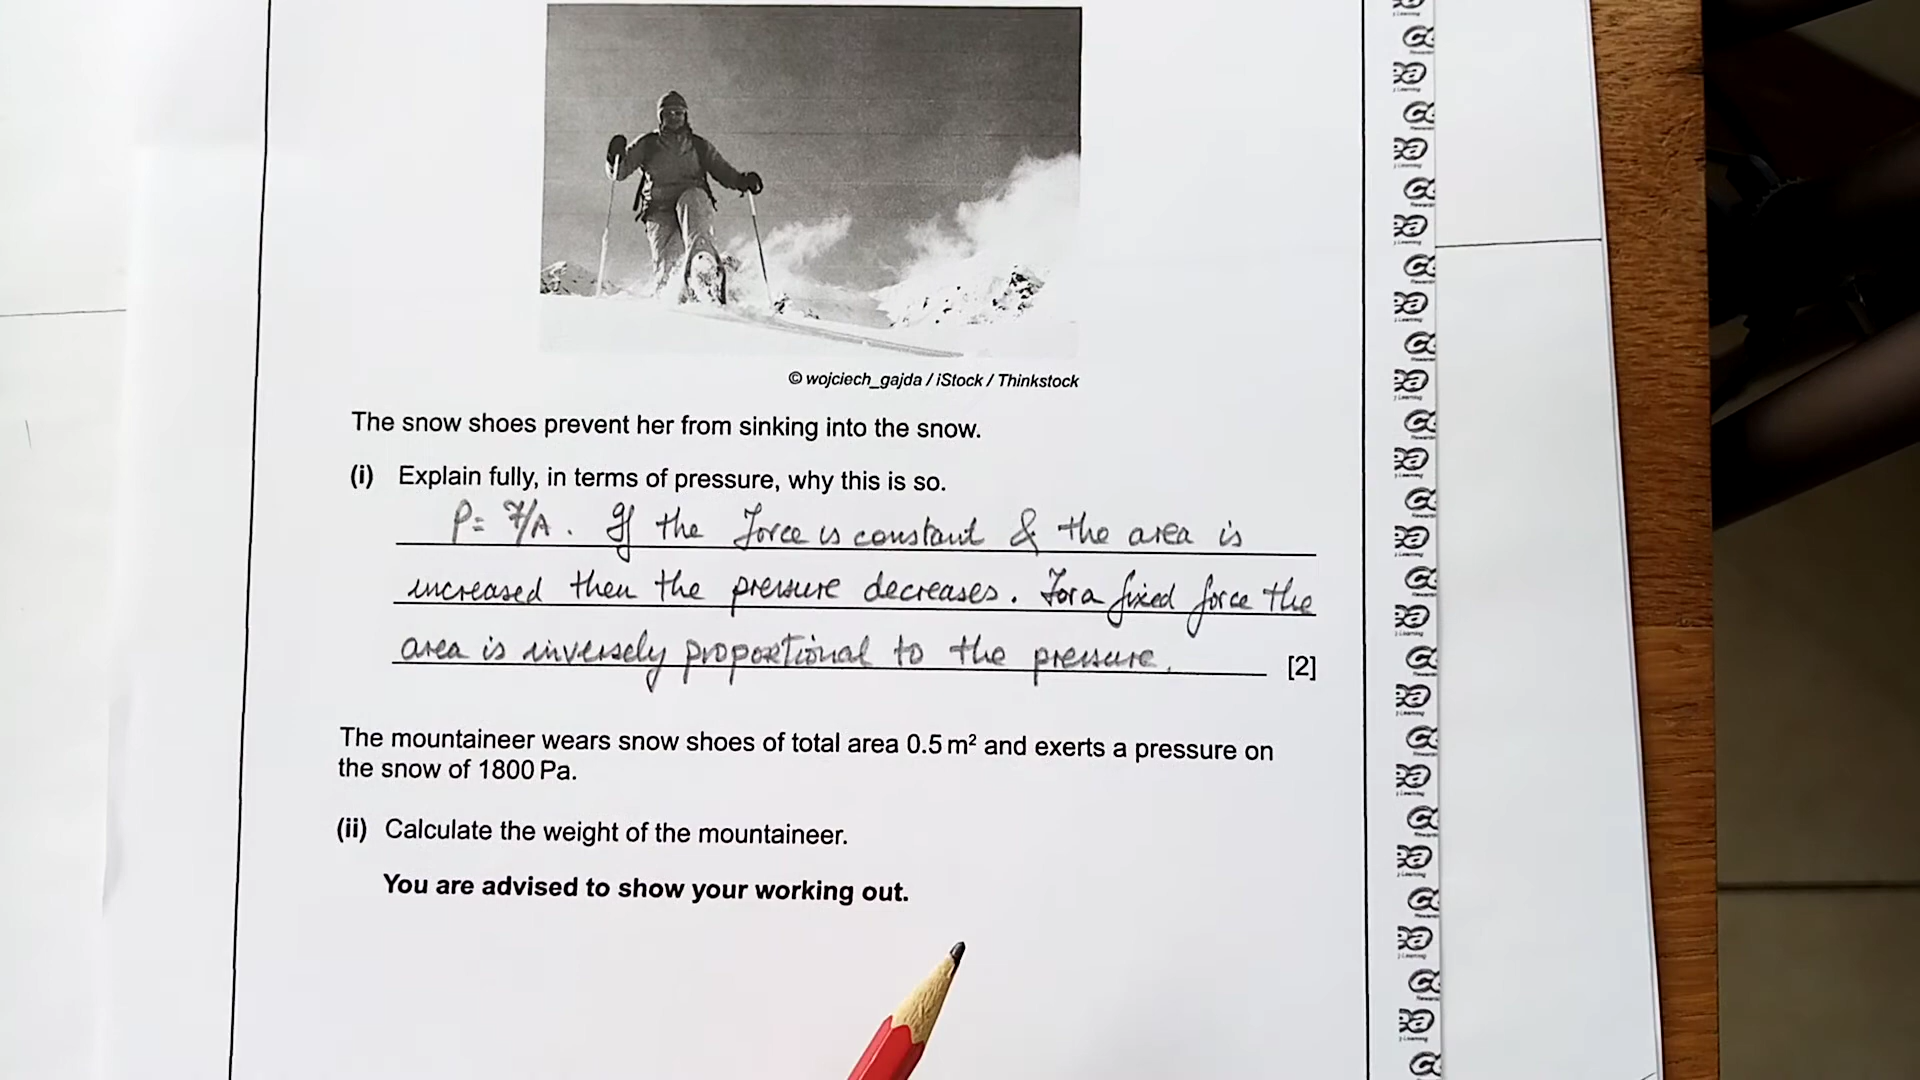 © wojciech_gajda / iStock / Thinkstock
The snow shoes prevent her from sinking into the snow.
(i) Explain fully, in terms of pressure, why this is so.
P = F/A. If the Force is constant & the area is
increased then the pressure decreases. For a fixed force the
area is inversely proportional to the pressure. [2]
The mountaineer wears snow shoes of total area 0.5 m² and exerts a pressure on
the snow of 1800 Pa.
(ii) Calculate the weight of the mountaineer.
You are advised to show your working out.